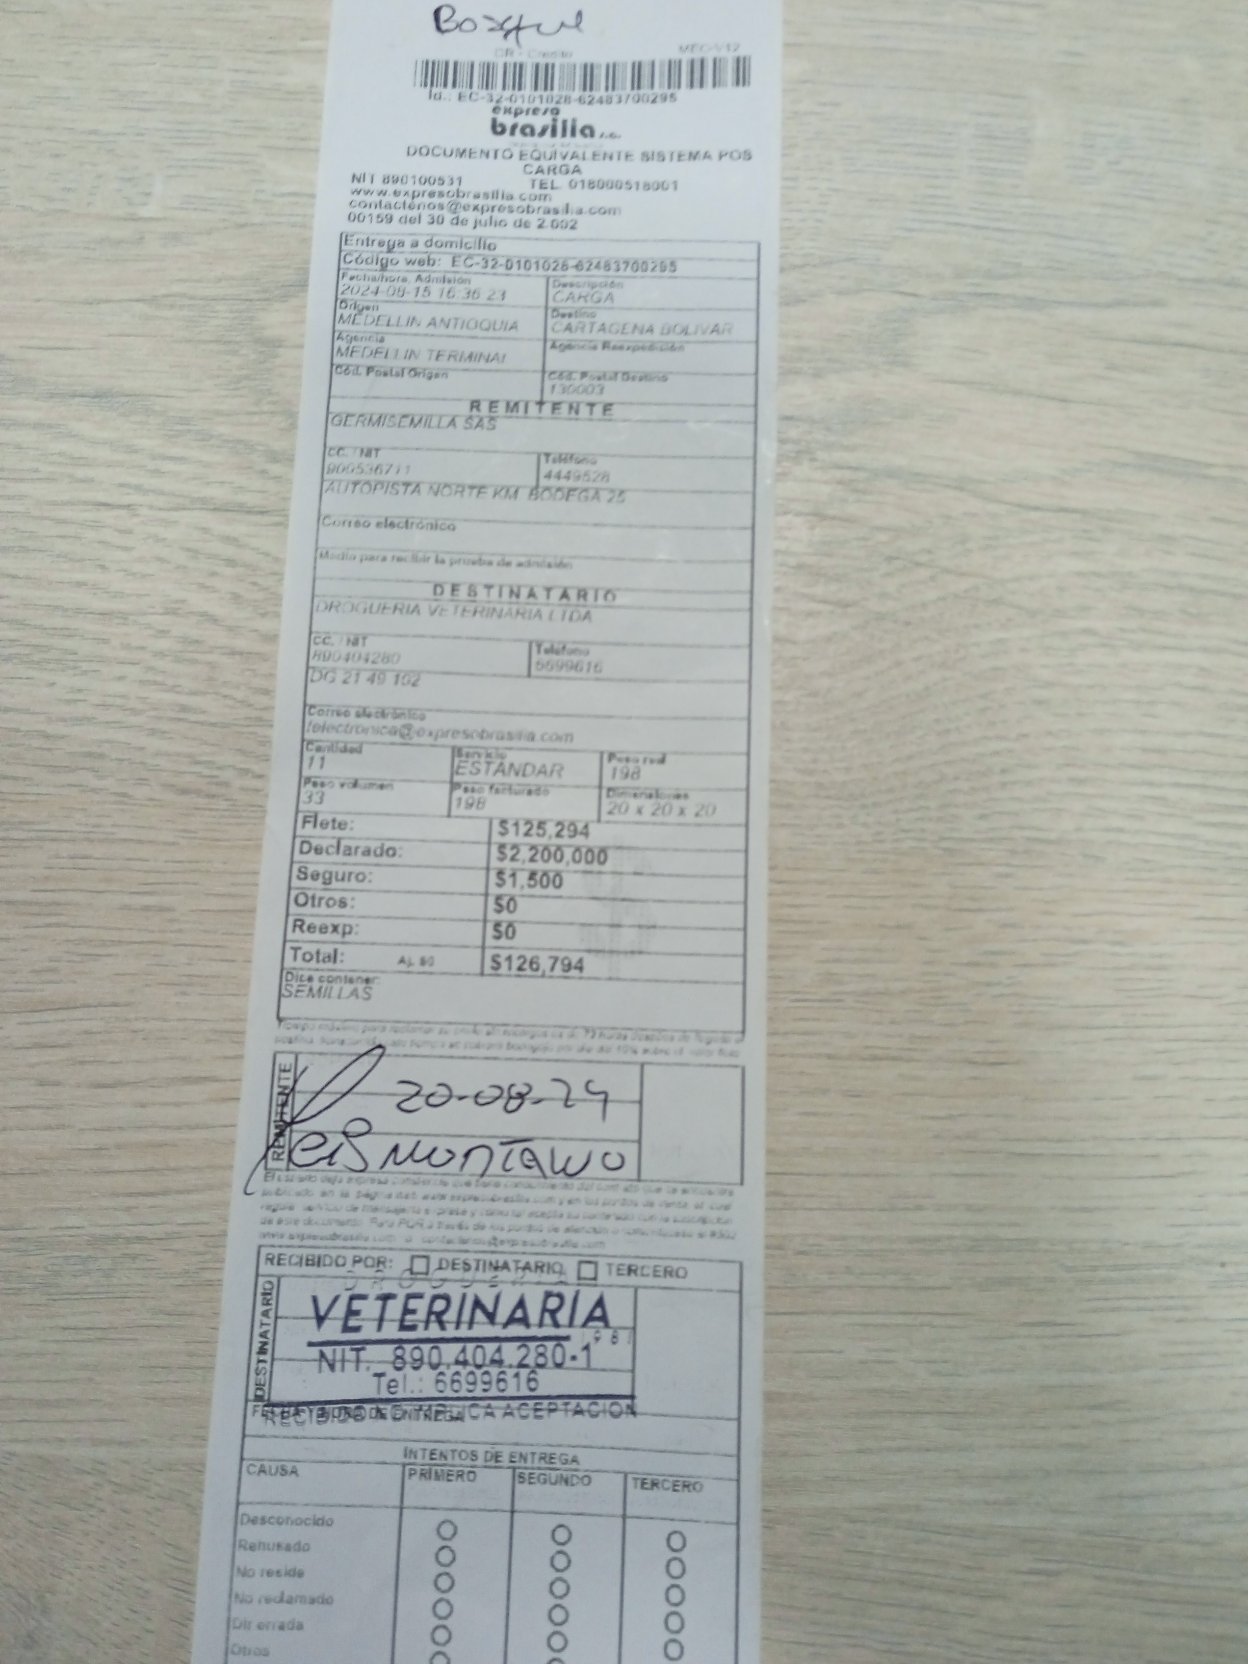 CR - Credito MEC-V12
Id.: EC-32-0101028-62483700295
expreso
brasilia s.a.
DOCUMENTO EQUIVALENTE SISTEMA POS
CARGA
NIT 890100531 TEL. 018000518001
www.expresobrasilia.com
contactenos@expresobrasilia.com
00159 del 30 de julio de 2.002
Entrega a domicilio
Código web: EC-32-0101028-62483700295
Fecha/hora, Admisión Descripción
2024-08-15 16:36:23 CARGA
Origen Destino
MEDELLIN ANTIOQUIA CARTAGENA BOLIVAR
Agencia Agencia Reexpedición
MEDELLIN TERMINAL
Cód. Postal Origen Cód. Postal Destino
130003
REMITENTE
GERMISEMILLA SAS
CC. / NIT Teléfono
900536711 4449528
AUTOPISTA NORTE KM BODEGA 25
Correo electrónico
Medio para recibir la prueba de admisión
DESTINATARIO
DROGUERIA VETERINARIA LTDA
CC. / NIT Teléfono
890404280 6699616
DG 21 49 102
Correo electrónico
felectronica@expresobrasilia.com
Cantidad Servicio Peso real
11 ESTANDAR 198
Peso volumen Peso facturado Dimensiones
33 198 20 x 20 x 20
Flete: $125,294
Declarado: $2,200,000
Seguro: $1,500
Otros: $0
Reexp: $0
Total: Aj. $0 $126,794
Dice contener:
SEMILLAS
REMITENTE
20-08-24
MONTAÑO
RECIBIDO POR: DESTINATARIO TERCERO
DESTINATARIO
DROGUERIA
VETERINARIA
NIT. 890.404.280-1
Tel.: 6699616
RECIBIDO NO IMPLICA ACEPTACION
INTENTOS DE ENTREGA
CAUSA PRIMERO SEGUNDO TERCERO
Desconocido
Rehusado
No reside
No reclamado
Dir errada
Otros